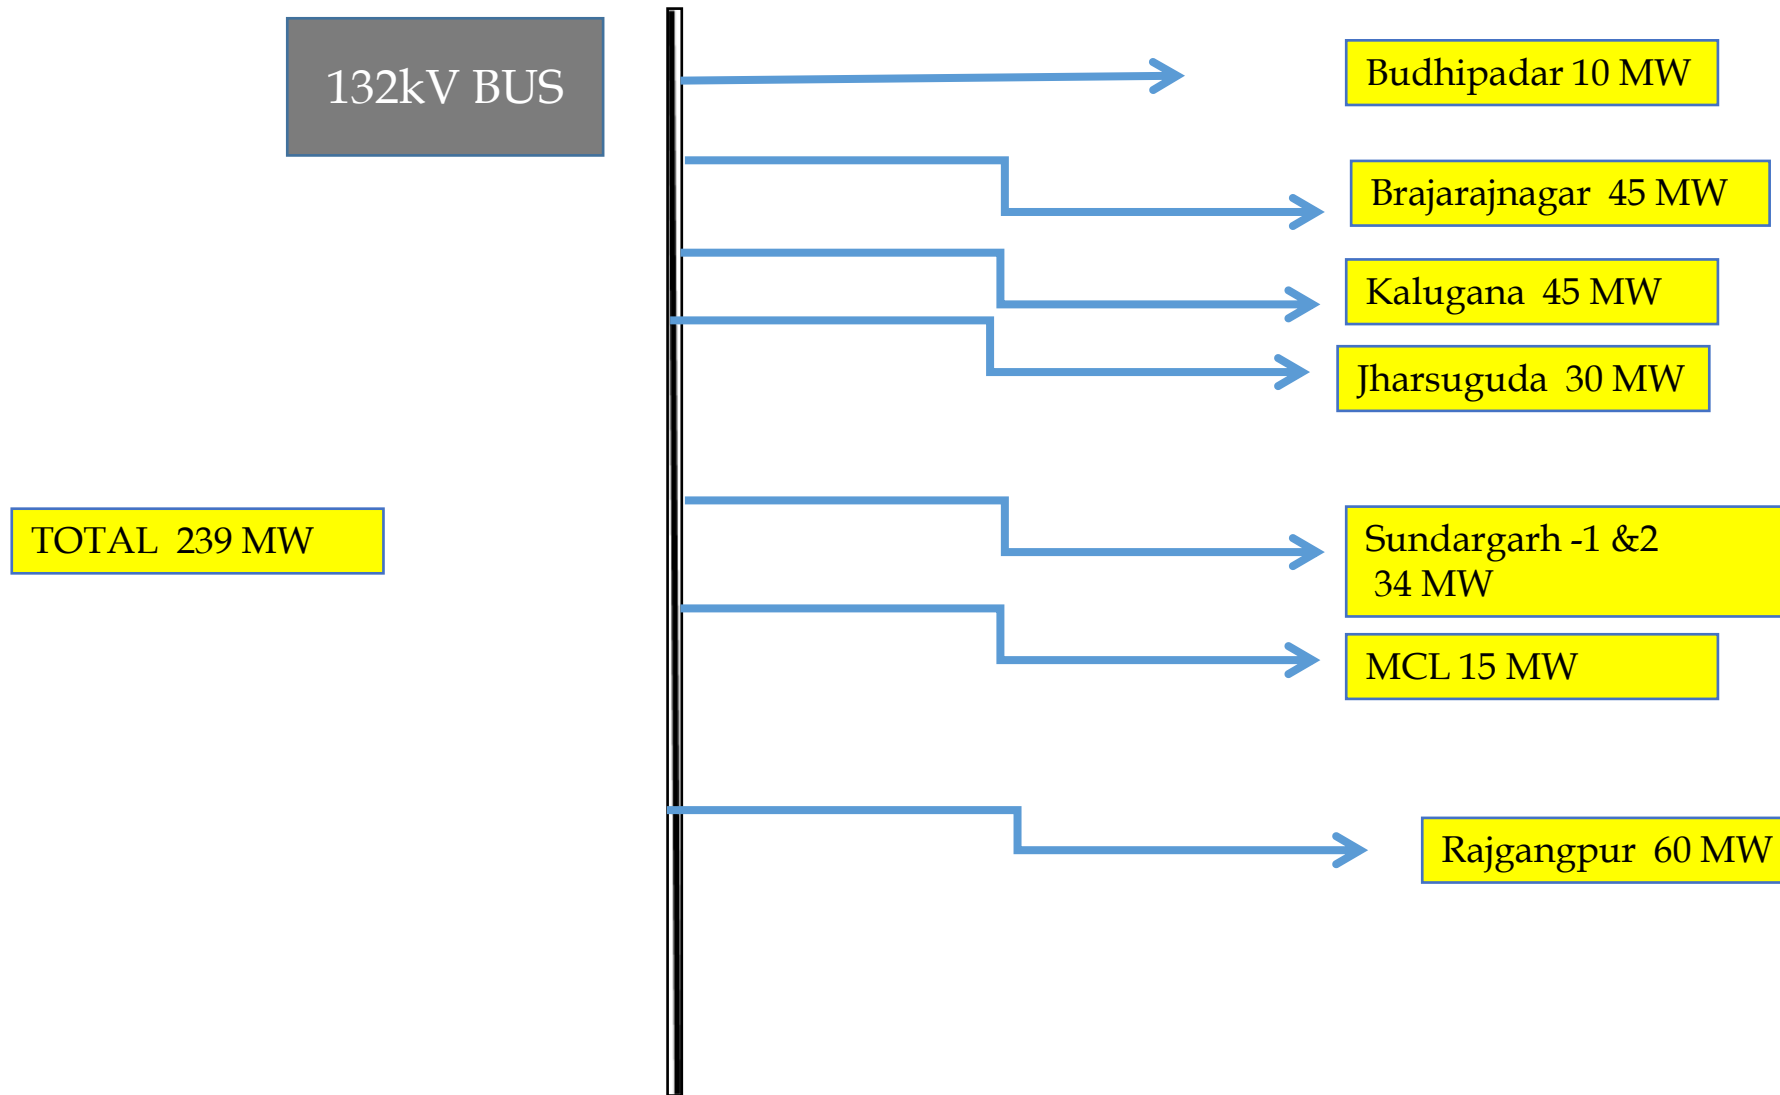 132kV BUS
Budhipadar 10 MW
Brajarajnagar 45 MW
Kalugana 45 MW
Jharsuguda 30 MW
TOTAL 239 MW
Sundargarh -1 &2
34 MW
MCL 15 MW
Rajgangpur 60 MW